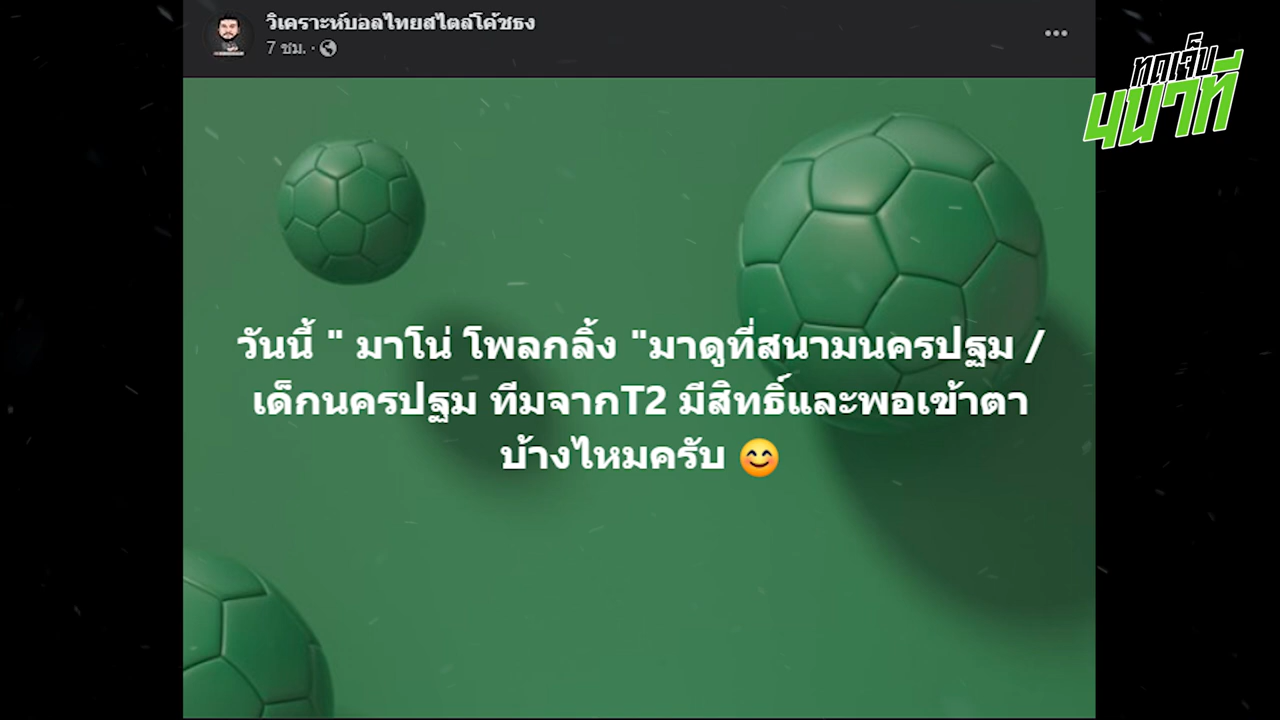 วิเคราะห์บอลไทยสไตล์โค้ชธง
7 ชม. ·
ทดเจ็บ
4นาที
วันนี้ " มาโน่ โพลกลิ้ง "มาดูที่สนามนครปฐม /
เด็กนครปฐม ทีมจากT2 มีสิทธิ์และพอเข้าตา
บ้างไหมครับ 😊